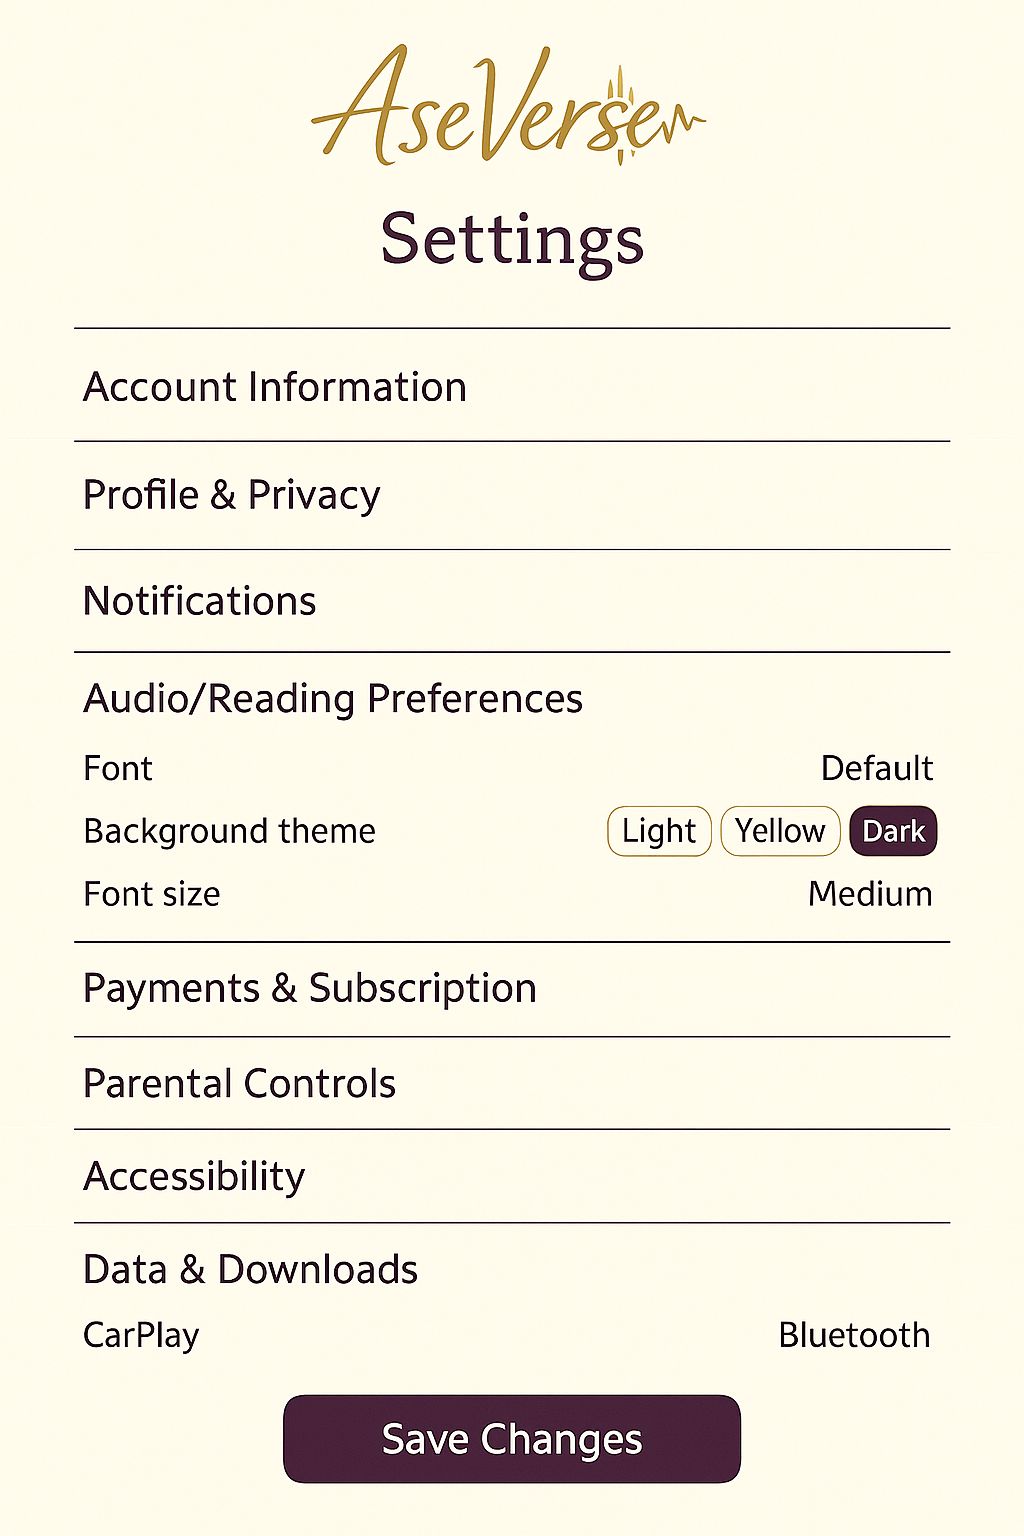 AseVerse
Settings
Account Information
Profile & Privacy
Notifications
Audio/Reading Preferences
Font Default
Background theme Light Yellow Dark
Font size Medium
Payments & Subscription
Parental Controls
Accessibility
Data & Downloads
CarPlay Bluetooth
Save Changes